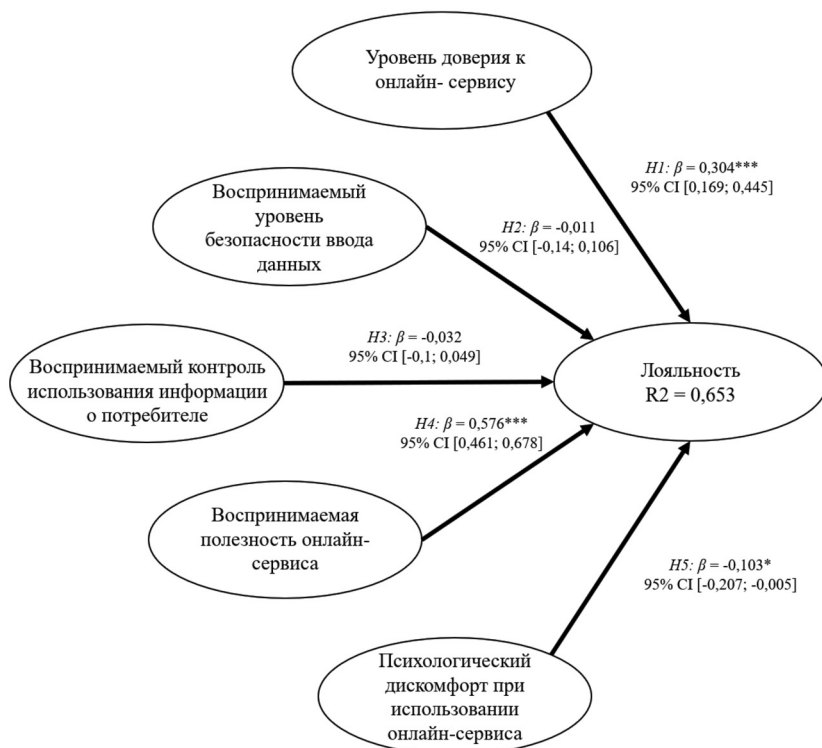 Уровень доверия к
онлайн- сервису
H1: β = 0,304***
95% CI [0,169; 0,445]
Воспринимаемый
уровень
безопасности ввода
данных
H2: β = -0,011
95% CI [-0,14; 0,106]
H3: β = -0,032
95% CI [-0,1; 0,049]
Воспринимаемый контроль
использования информации
о потребителе
Лояльность
R2 = 0,653
H4: β = 0,576***
95% CI [0,461; 0,678]
Воспринимаемая
полезность онлайн-
сервиса
H5: β = -0,103*
95% CI [-0,207; -0,005]
Психологический
дискомфорт при
использовании
онлайн-сервиса